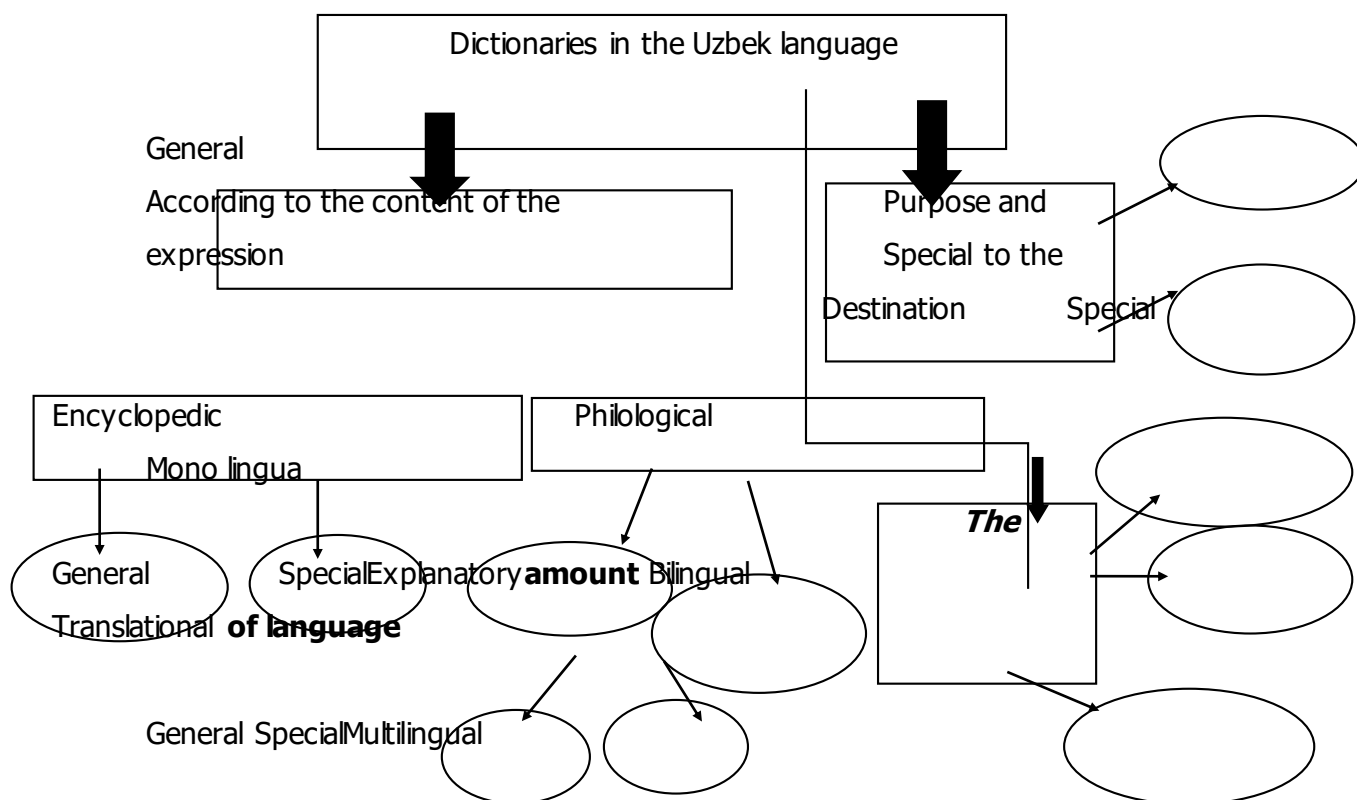 Dictionaries in the Uzbek language
General
According to the content of the Purpose and
expression Special to the
Destination Special
Encyclopedic Philological
Mono lingua
The
General SpecialExplanatory amount Bilingual
Translational of language
General SpecialMultilingual